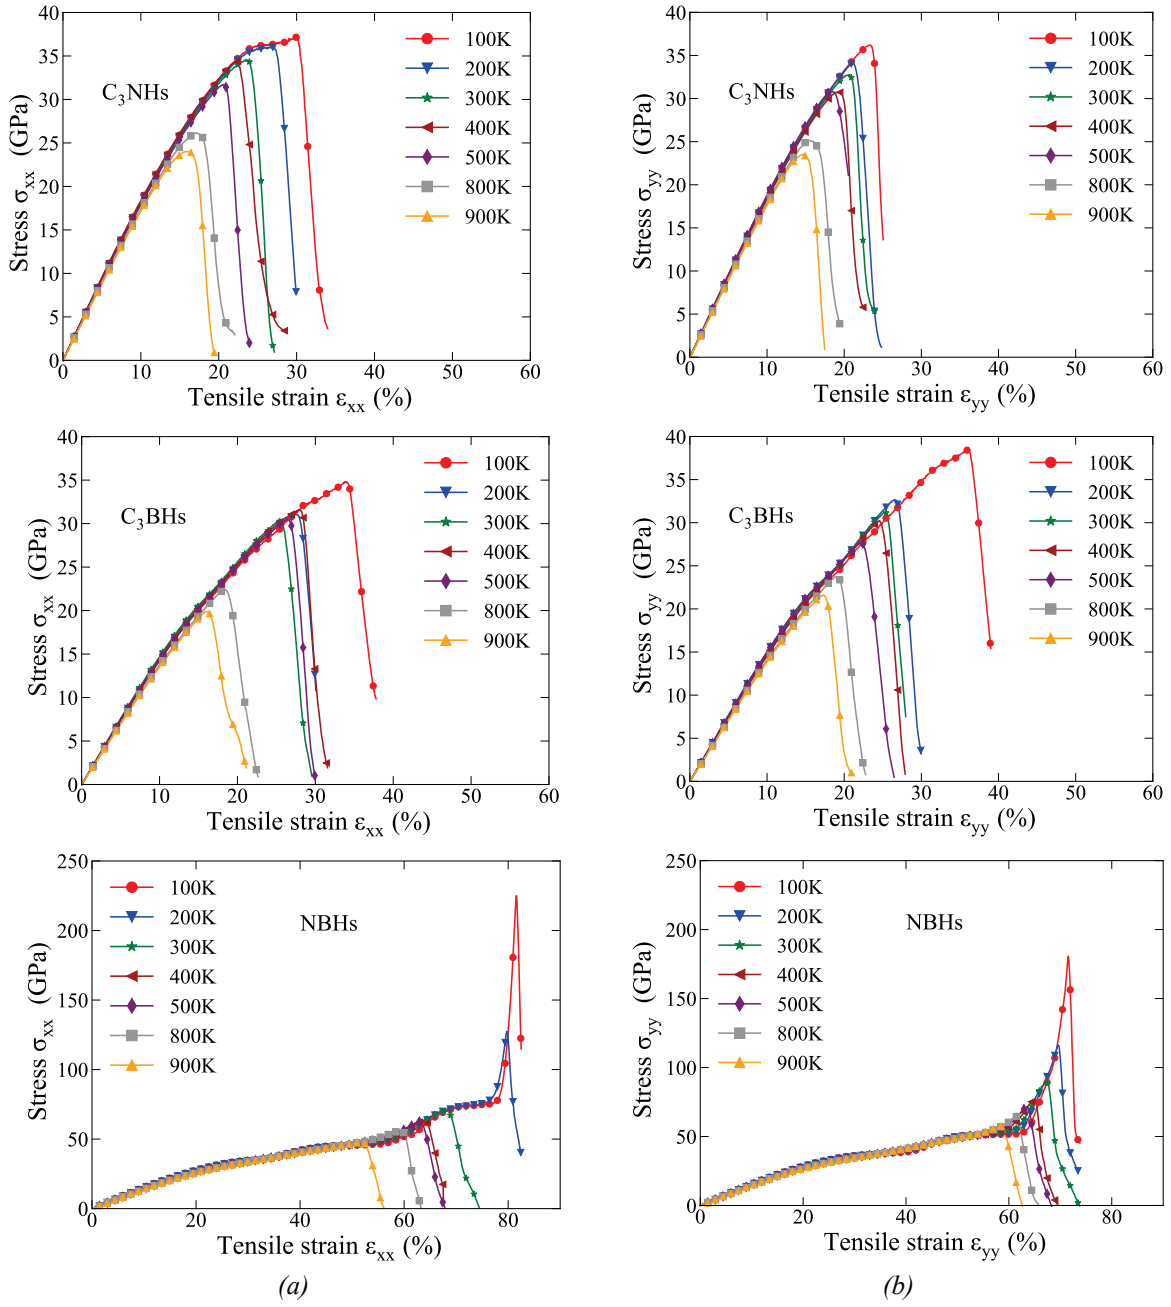 40
35
30
25
20
15
10
5
0
Stress σxx (GPa)
C3NHs
100K
200K
300K
400K
500K
800K
900K
0 10 20 30 40 50 60
Tensile strain εxx (%)
40
35
30
25
20
15
10
5
0
Stress σyy (GPa)
C3NHs
100K
200K
300K
400K
500K
800K
900K
0 10 20 30 40 50 60
Tensile strain εyy (%)
40
35
30
25
20
15
10
5
0
Stress σxx (GPa)
C3BHs
100K
200K
300K
400K
500K
800K
900K
0 10 20 30 40 50 60
Tensile strain εxx (%)
40
35
30
25
20
15
10
5
0
Stress σyy (GPa)
C3BHs
100K
200K
300K
400K
500K
800K
900K
0 10 20 30 40 50 60
Tensile strain εyy (%)
250
200
150
100
50
0
Stress σxx (GPa)
NBHs
100K
200K
300K
400K
500K
800K
900K
0 20 40 60 80
Tensile strain εxx (%)
(a)
250
200
150
100
50
0
Stress σyy (GPa)
NBHs
100K
200K
300K
400K
500K
800K
900K
0 20 40 60 80
Tensile strain εyy (%)
(b)